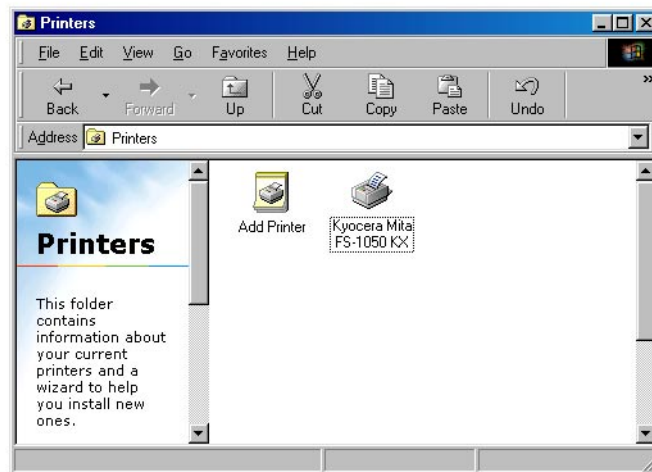 Printers
File Edit View Go Favorites Help
Back Forward Up Cut Copy Paste Undo »
Address Printers
Printers
This folder
contains
information about
your current
printers and a
wizard to help
you install new
ones.
Add Printer
Kyocera Mita
FS-1050 KX